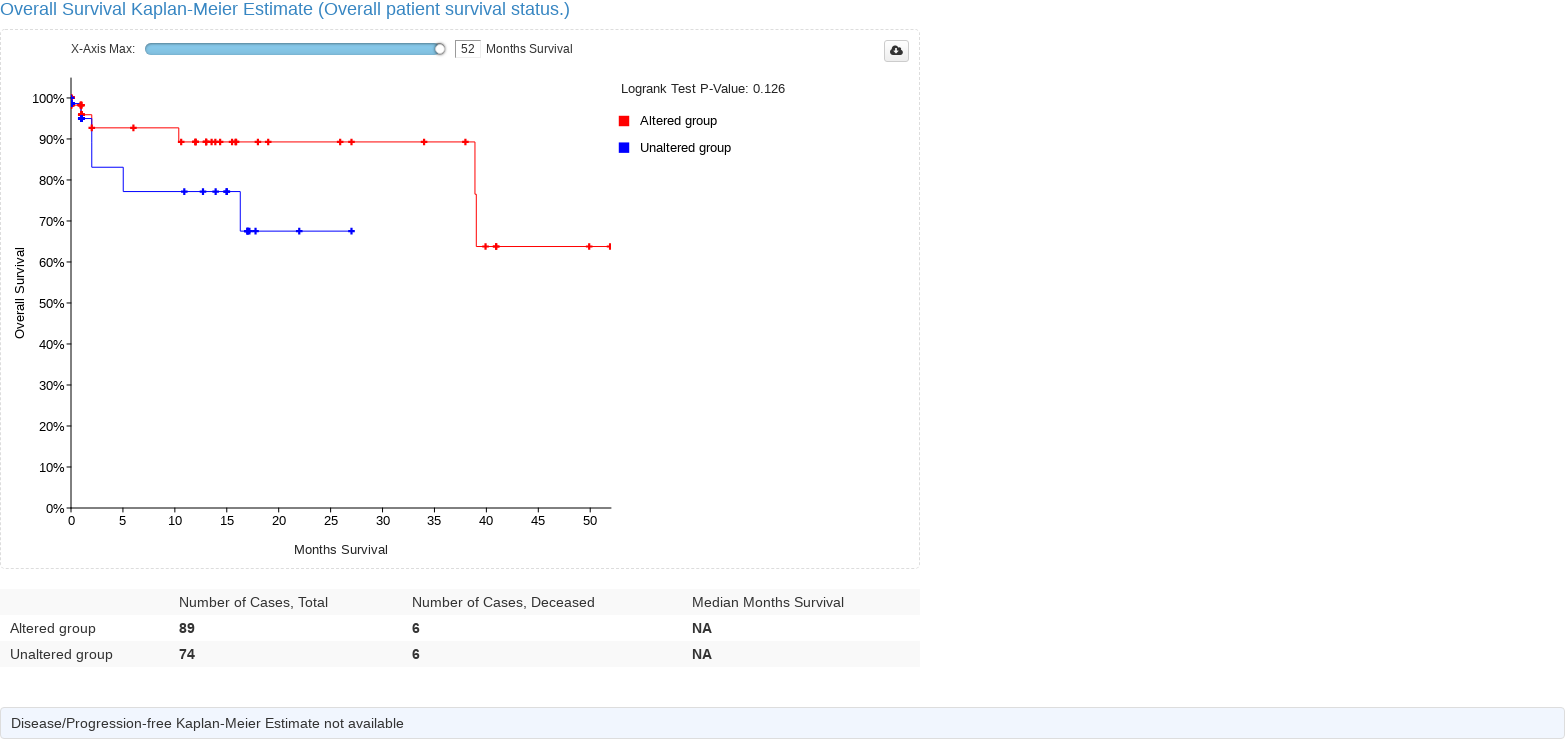 Overall Survival Kaplan-Meier Estimate (Overall patient survival status.)
X-Axis Max: 52 Months Survival
Logrank Test P-Value: 0.126
Altered group
Unaltered group
100%
90%
80%
70%
60%
50%
40%
30%
20%
10%
0%
Overall Survival
0 5 10 15 20 25 30 35 40 45 50
Months Survival
Number of Cases, Total Number of Cases, Deceased Median Months Survival
Altered group 89 6 NA
Unaltered group 74 6 NA
Disease/Progression-free Kaplan-Meier Estimate not available